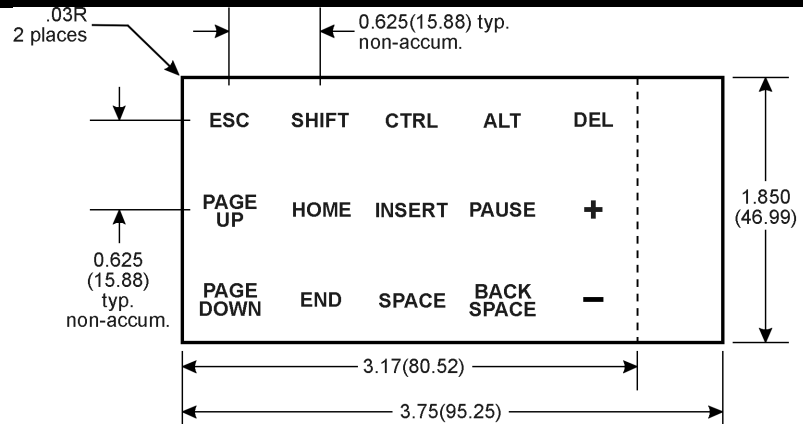 .03R
2 places
0.625(15.88) typ.
non-accum.
ESC SHIFT CTRL ALT DEL
PAGE
UP
HOME INSERT PAUSE +
PAGE
DOWN
END SPACE
BACK
SPACE
–
0.625
(15.88)
typ.
non-accum.
1.850
(46.99)
3.17(80.52)
3.75(95.25)